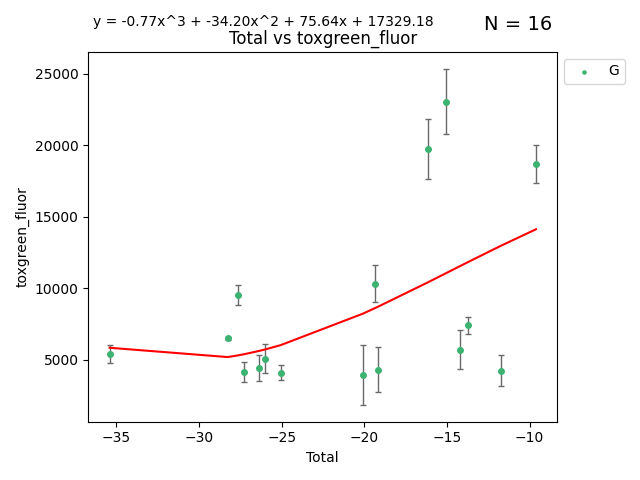 y = -0.77x^3 + -34.20x^2 + 75.64x + 17329.18
N = 16
Total vs toxgreen_fluor
G
25000
20000
15000
10000
5000
toxgreen_fluor
−35
−30
−25
−20
−15
−10
Total